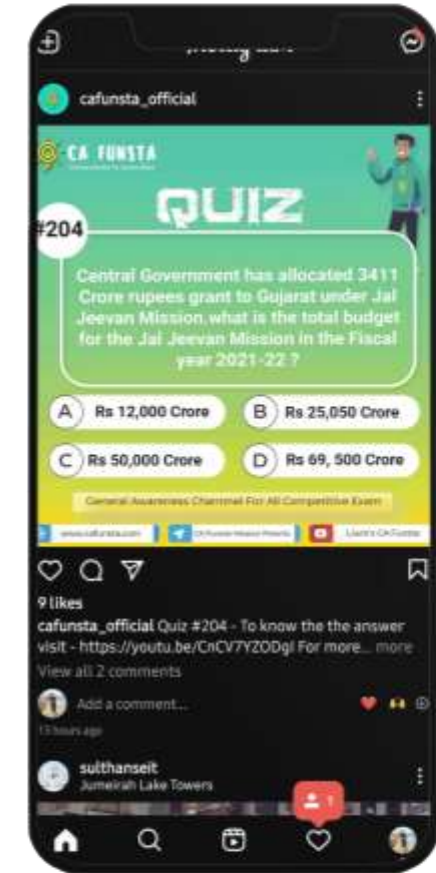 cafunsta_official
CA FUNSTA
QUIZ
#204
Central Government has allocated 3411
Crore rupees grant to Gujarat under Jal
Jeevan Mission,what is the total budget
for the Jal Jeevan Mission in the Fiscal
year 2021-22 ?
A Rs 12,000 Crore
B Rs 25,050 Crore
C Rs 50,000 Crore
D Rs 69, 500 Crore
General Awareness Channel For All Competitive Exam
www.cafunsta.com
9 likes
cafunsta_official Quiz #204 - To know the the answer
visit - https://youtu.be/CnCV7YZODgI For more... more
View all 2 comments
Add a comment...
13 hours ago
sulthanseit
Jumeirah Lake Towers
1